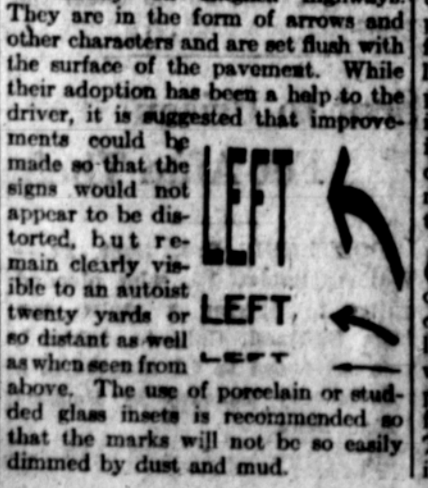 highways.
They are in the form of arrows and
other characters and are set flush with
the surface of the pavement. While
their adoption has been a help to the
driver, it is suggested that improve-
ments could be
made so that the
signs would not
appear to be dis-
torted, but re-
main clearly vis-
ible to an autoist
twenty yards or
so distant as well
as when seen from
LEFT
LEFT
LEFT
above. The use of porcelain or stud-
ded glass insets is recommended so
that the marks will not be so easily
dimmed by dust and mud.